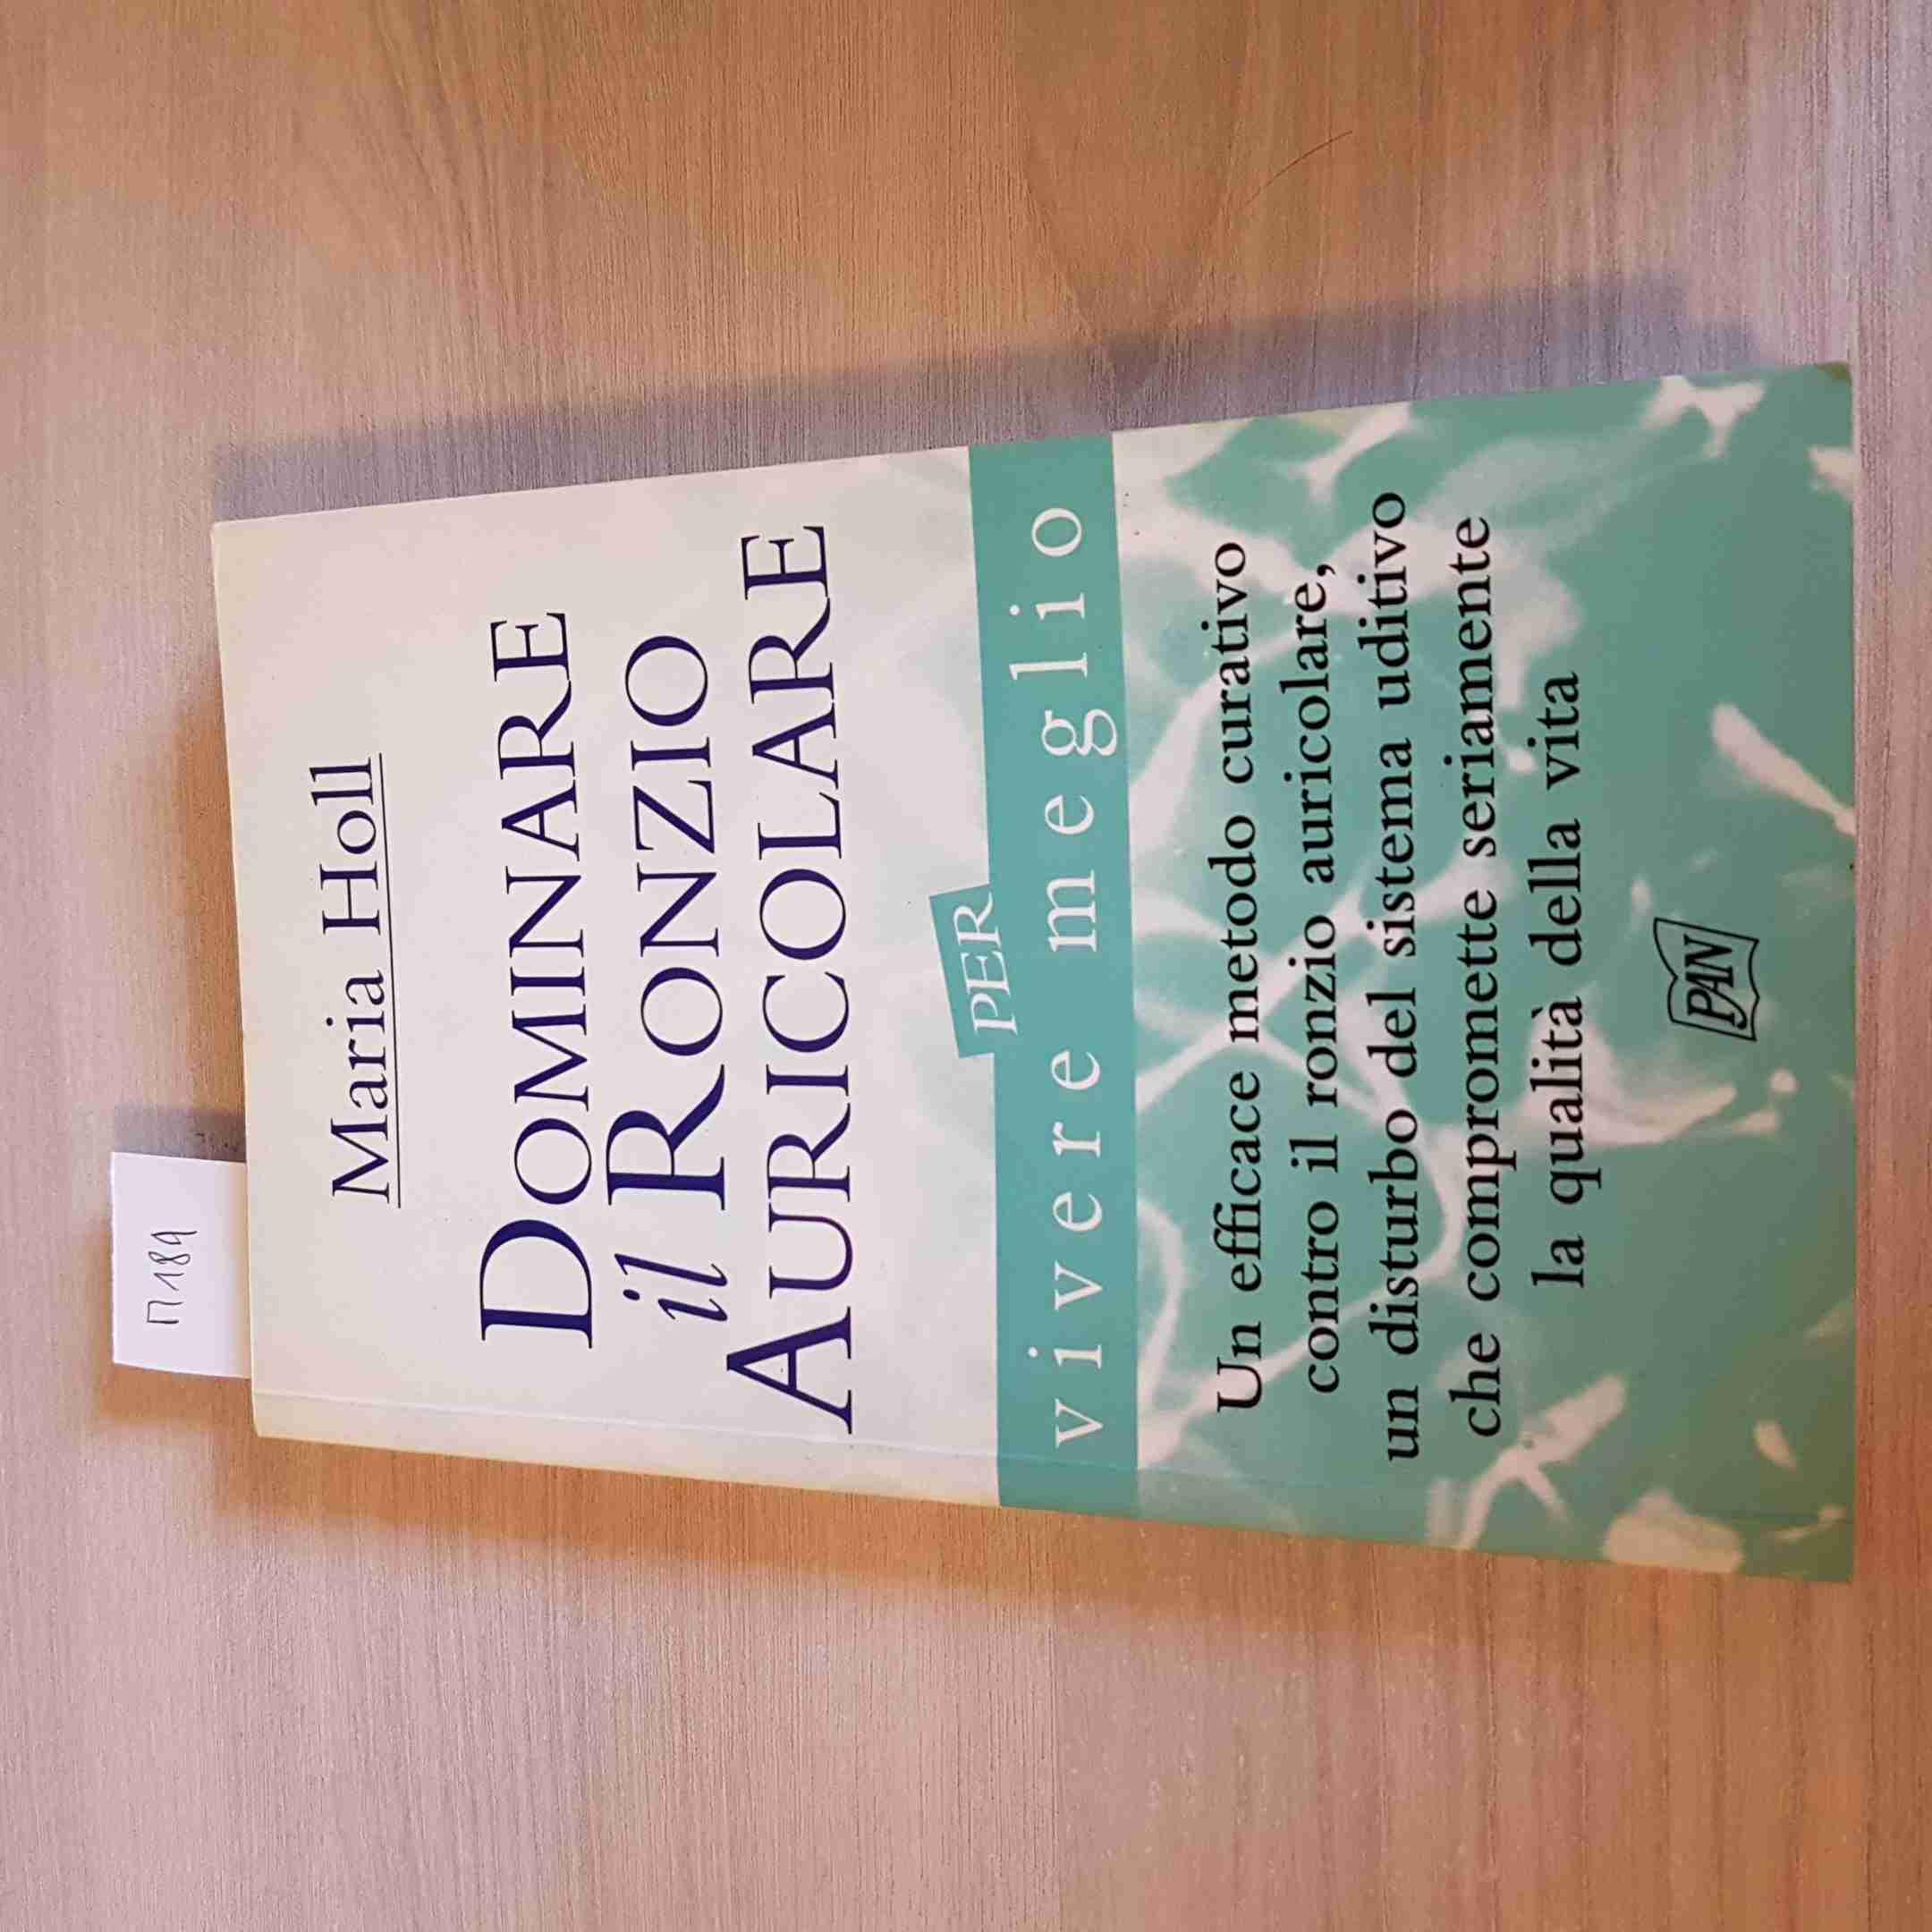 M189
Maria Holl
DOMINARE
il RONZIO
AURICOLARE
PER
vivere meglio
Un efficace metodo curativo
contro il ronzio auricolare,
un disturbo del sistema uditivo
che compromette seriamente
la qualità della vita
PAN